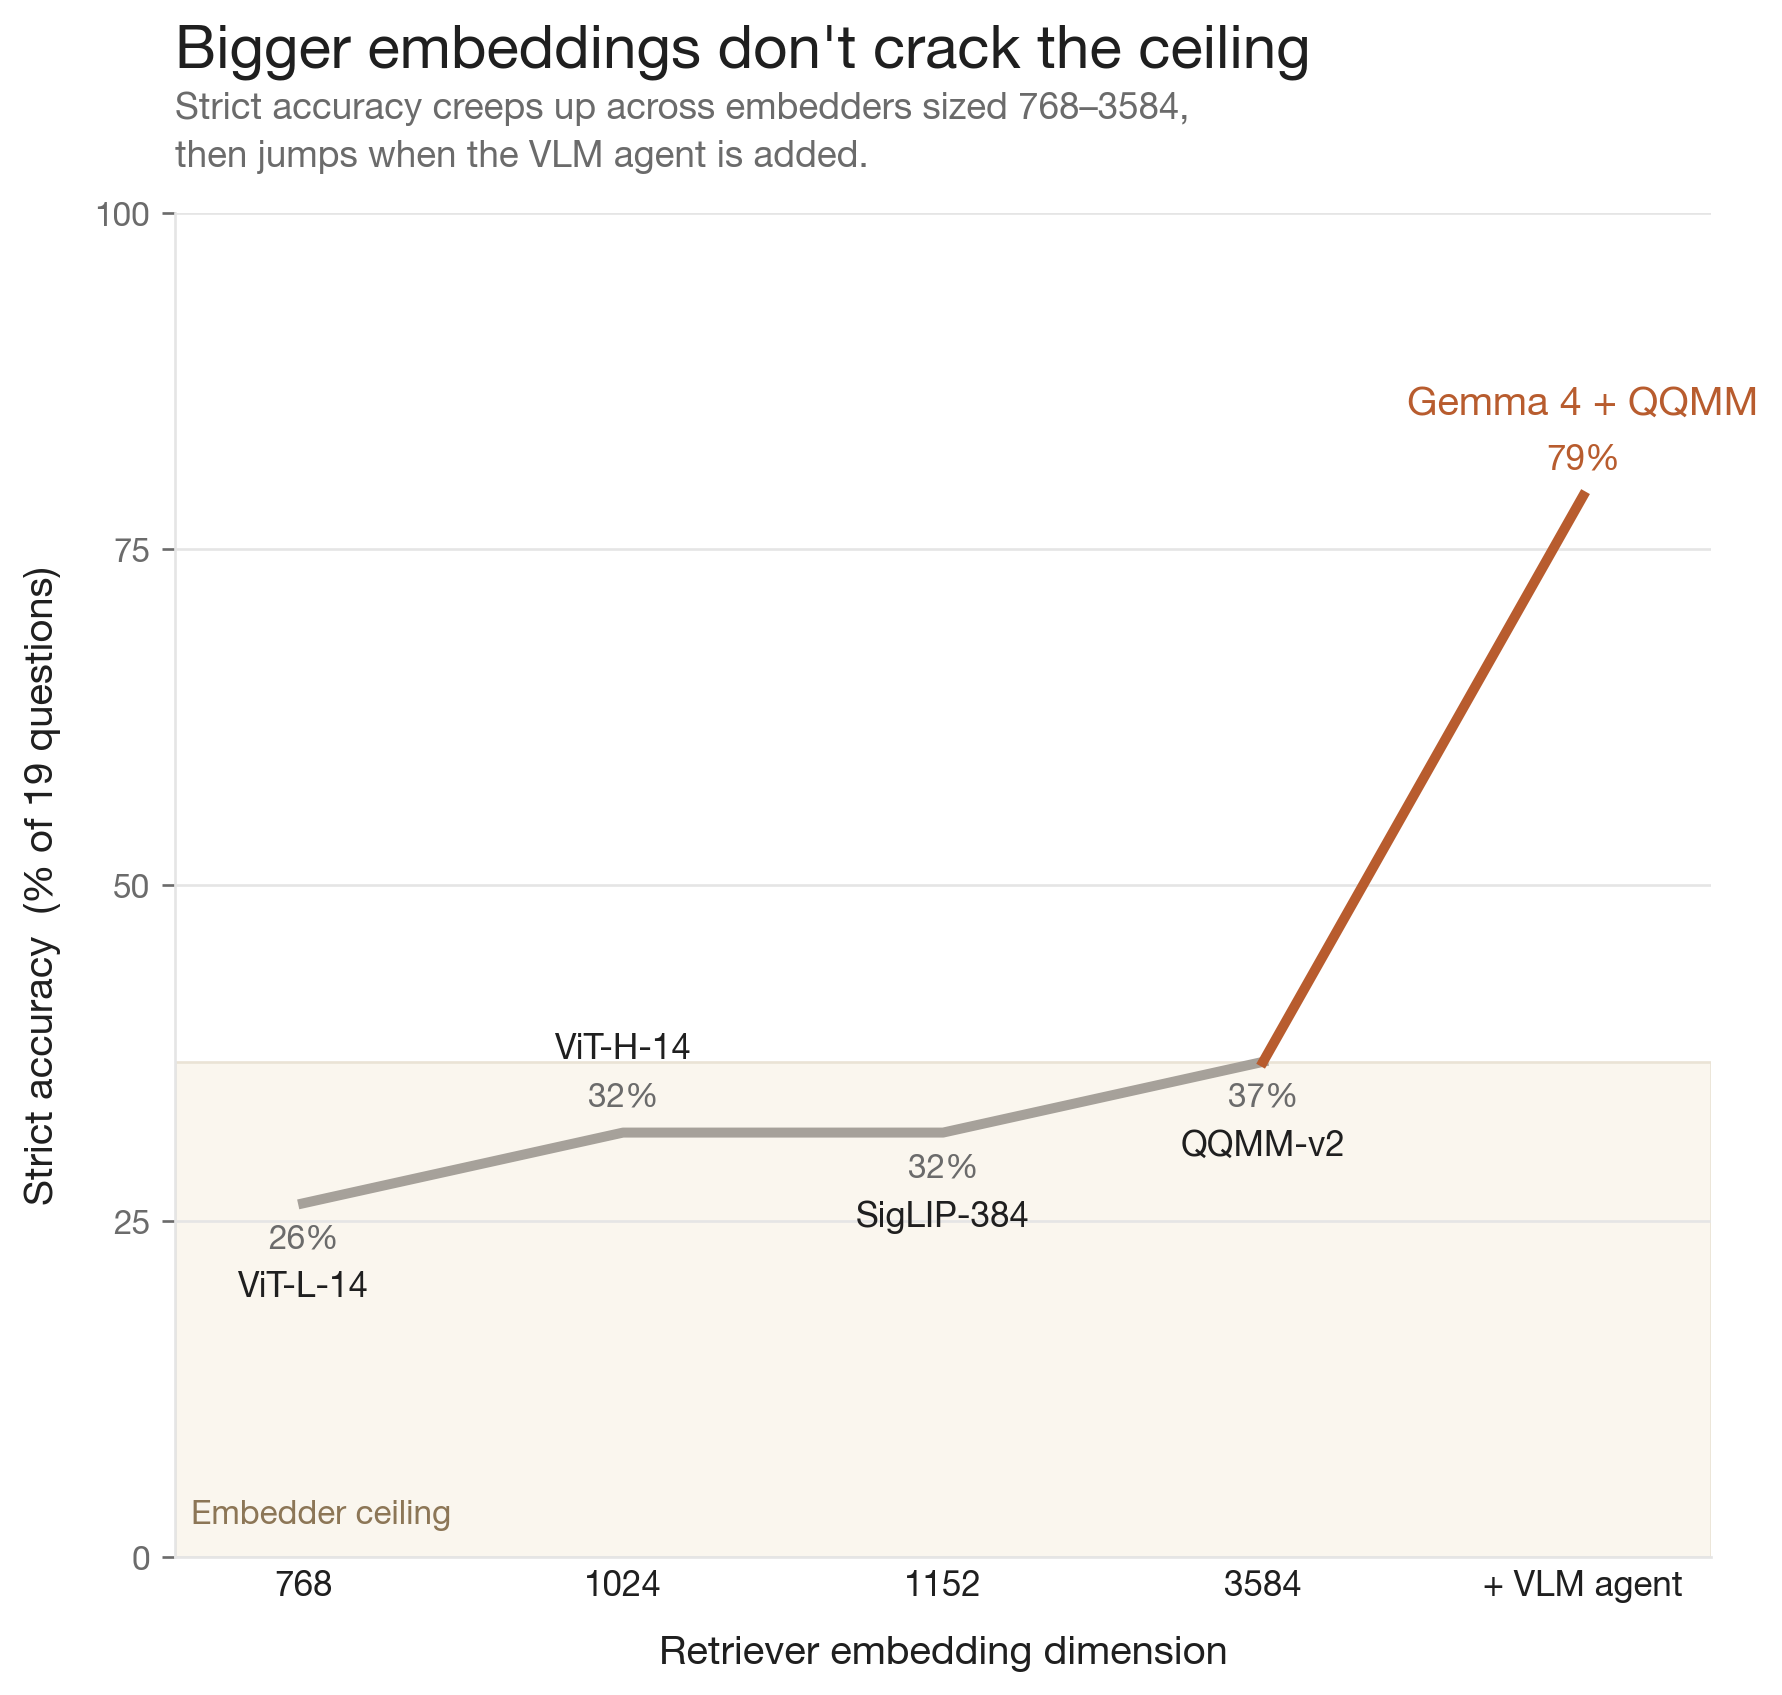 Bigger embeddings don't crack the ceiling
Strict accuracy creeps up across embedders sized 768–3584,
then jumps when the VLM agent is added.
100
75
50
25
0
Strict accuracy (% of 19 questions)
Gemma 4 + QQMM
79%
ViT-H-14
32%
37%
QQMM-v2
32%
SigLIP-384
26%
ViT-L-14
Embedder ceiling
768
1024
1152
3584
+ VLM agent
Retriever embedding dimension